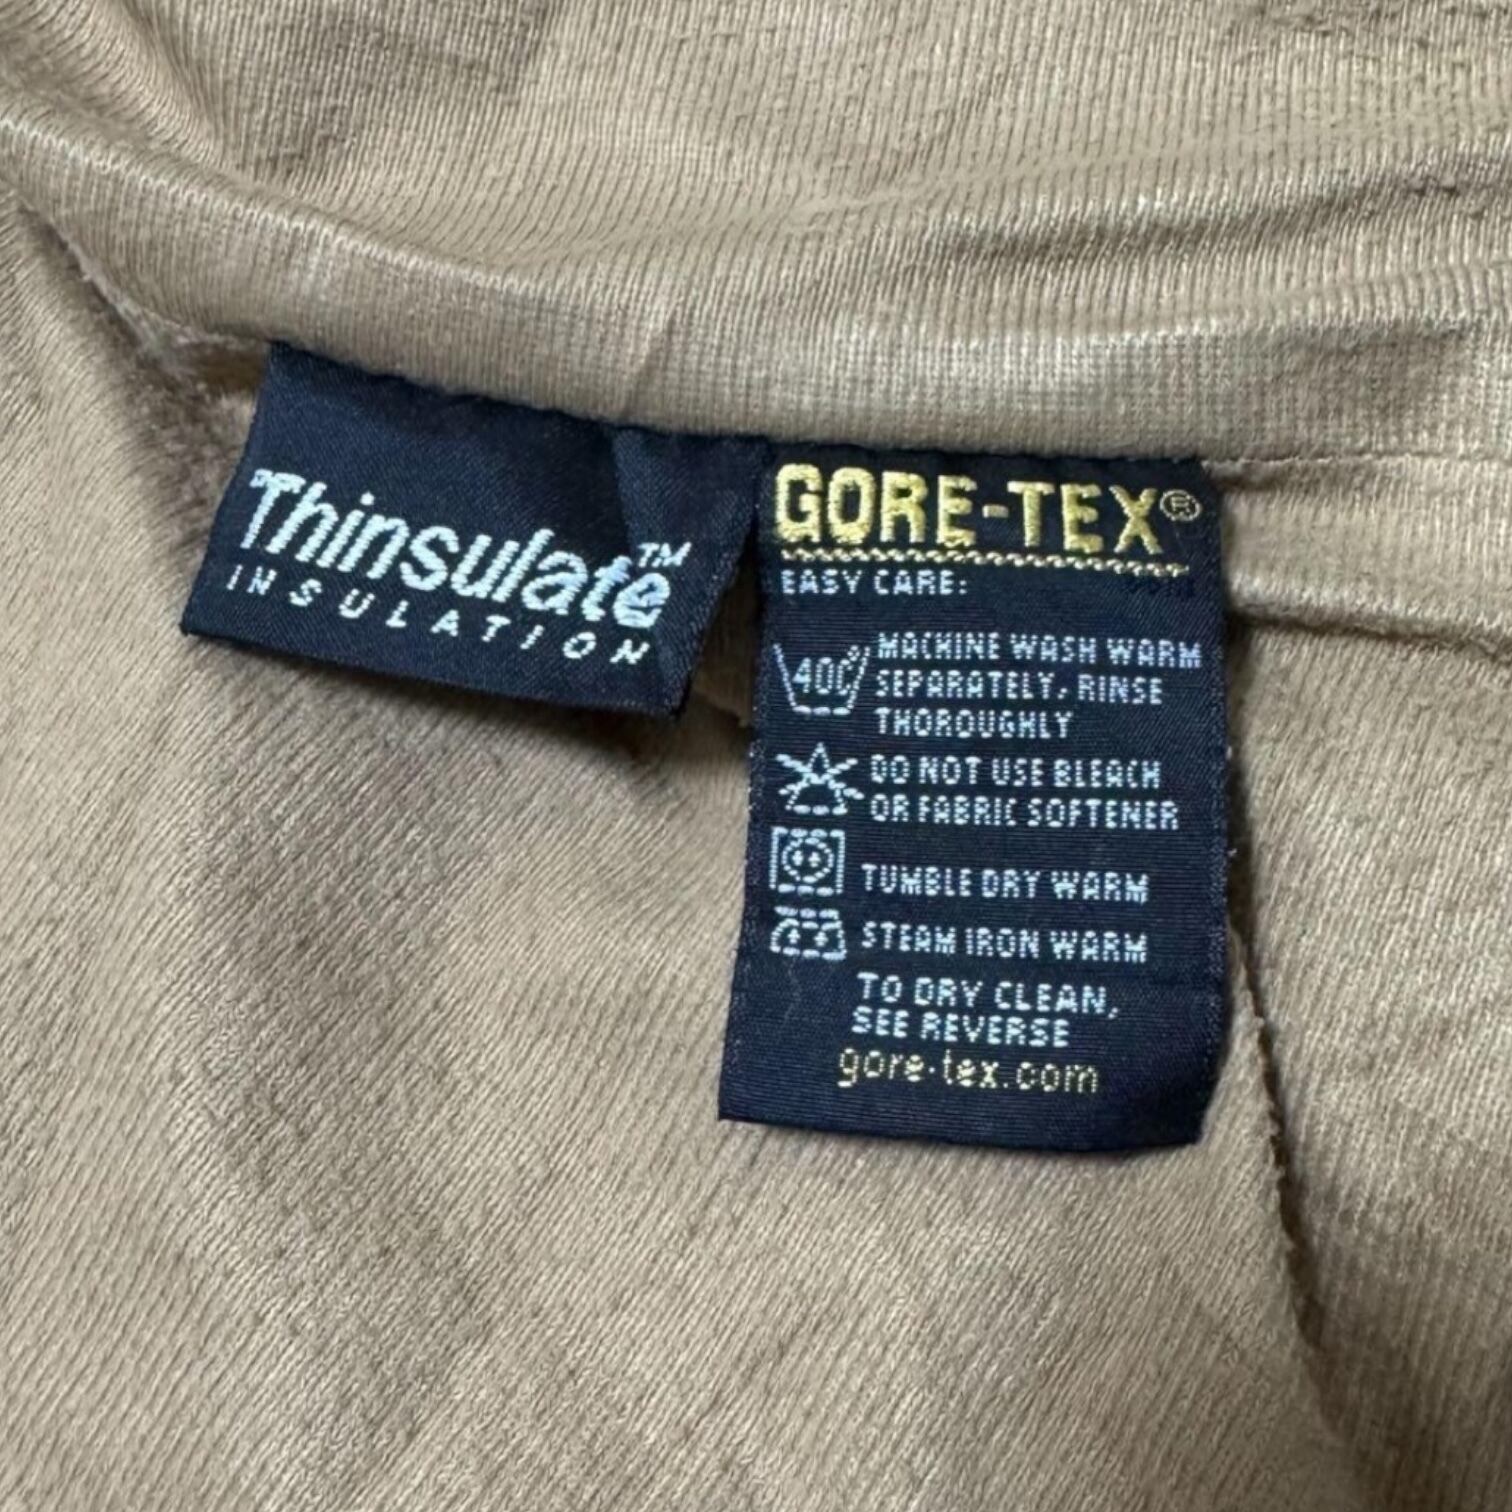 Thinsulate™
INSULATION
GORE-TEX®
EASY CARE:
40C
MACHINE WASH WARM
SEPARATELY, RINSE
THOROUGHLY
DO NOT USE BLEACH
OR FABRIC SOFTENER
TUMBLE DRY WARM
STEAM IRON WARM
TO DRY CLEAN,
SEE REVERSE
gore-tex.com